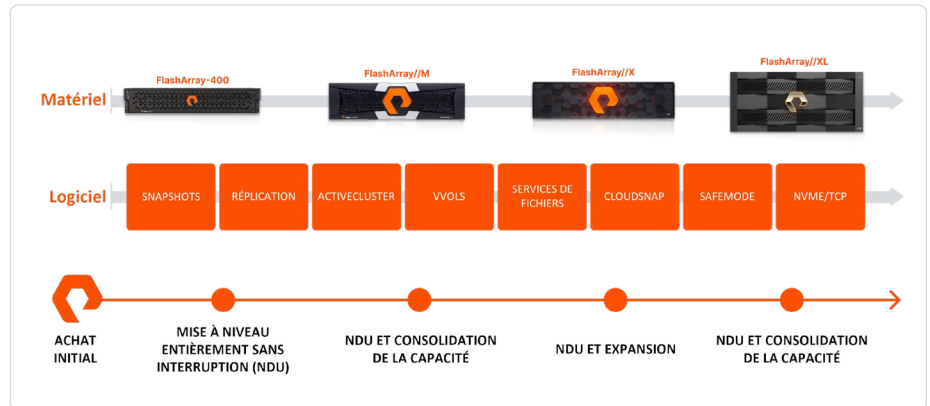 FlashArray-400
FlashArray//M
FlashArray//X
FlashArray//XL
Matériel
Logiciel
SNAPSHOTS
RÉPLICATION
ACTIVECLUSTER
VVOLS
SERVICES DE
FICHIERS
CLOUDSNAP
SAFEMODE
NVME/TCP
ACHAT
INITIAL
MISE À NIVEAU
ENTIÈREMENT SANS
INTERRUPTION (NDU)
NDU ET CONSOLIDATION
DE LA CAPACITÉ
NDU ET EXPANSION
NDU ET CONSOLIDATION
DE LA CAPACITÉ